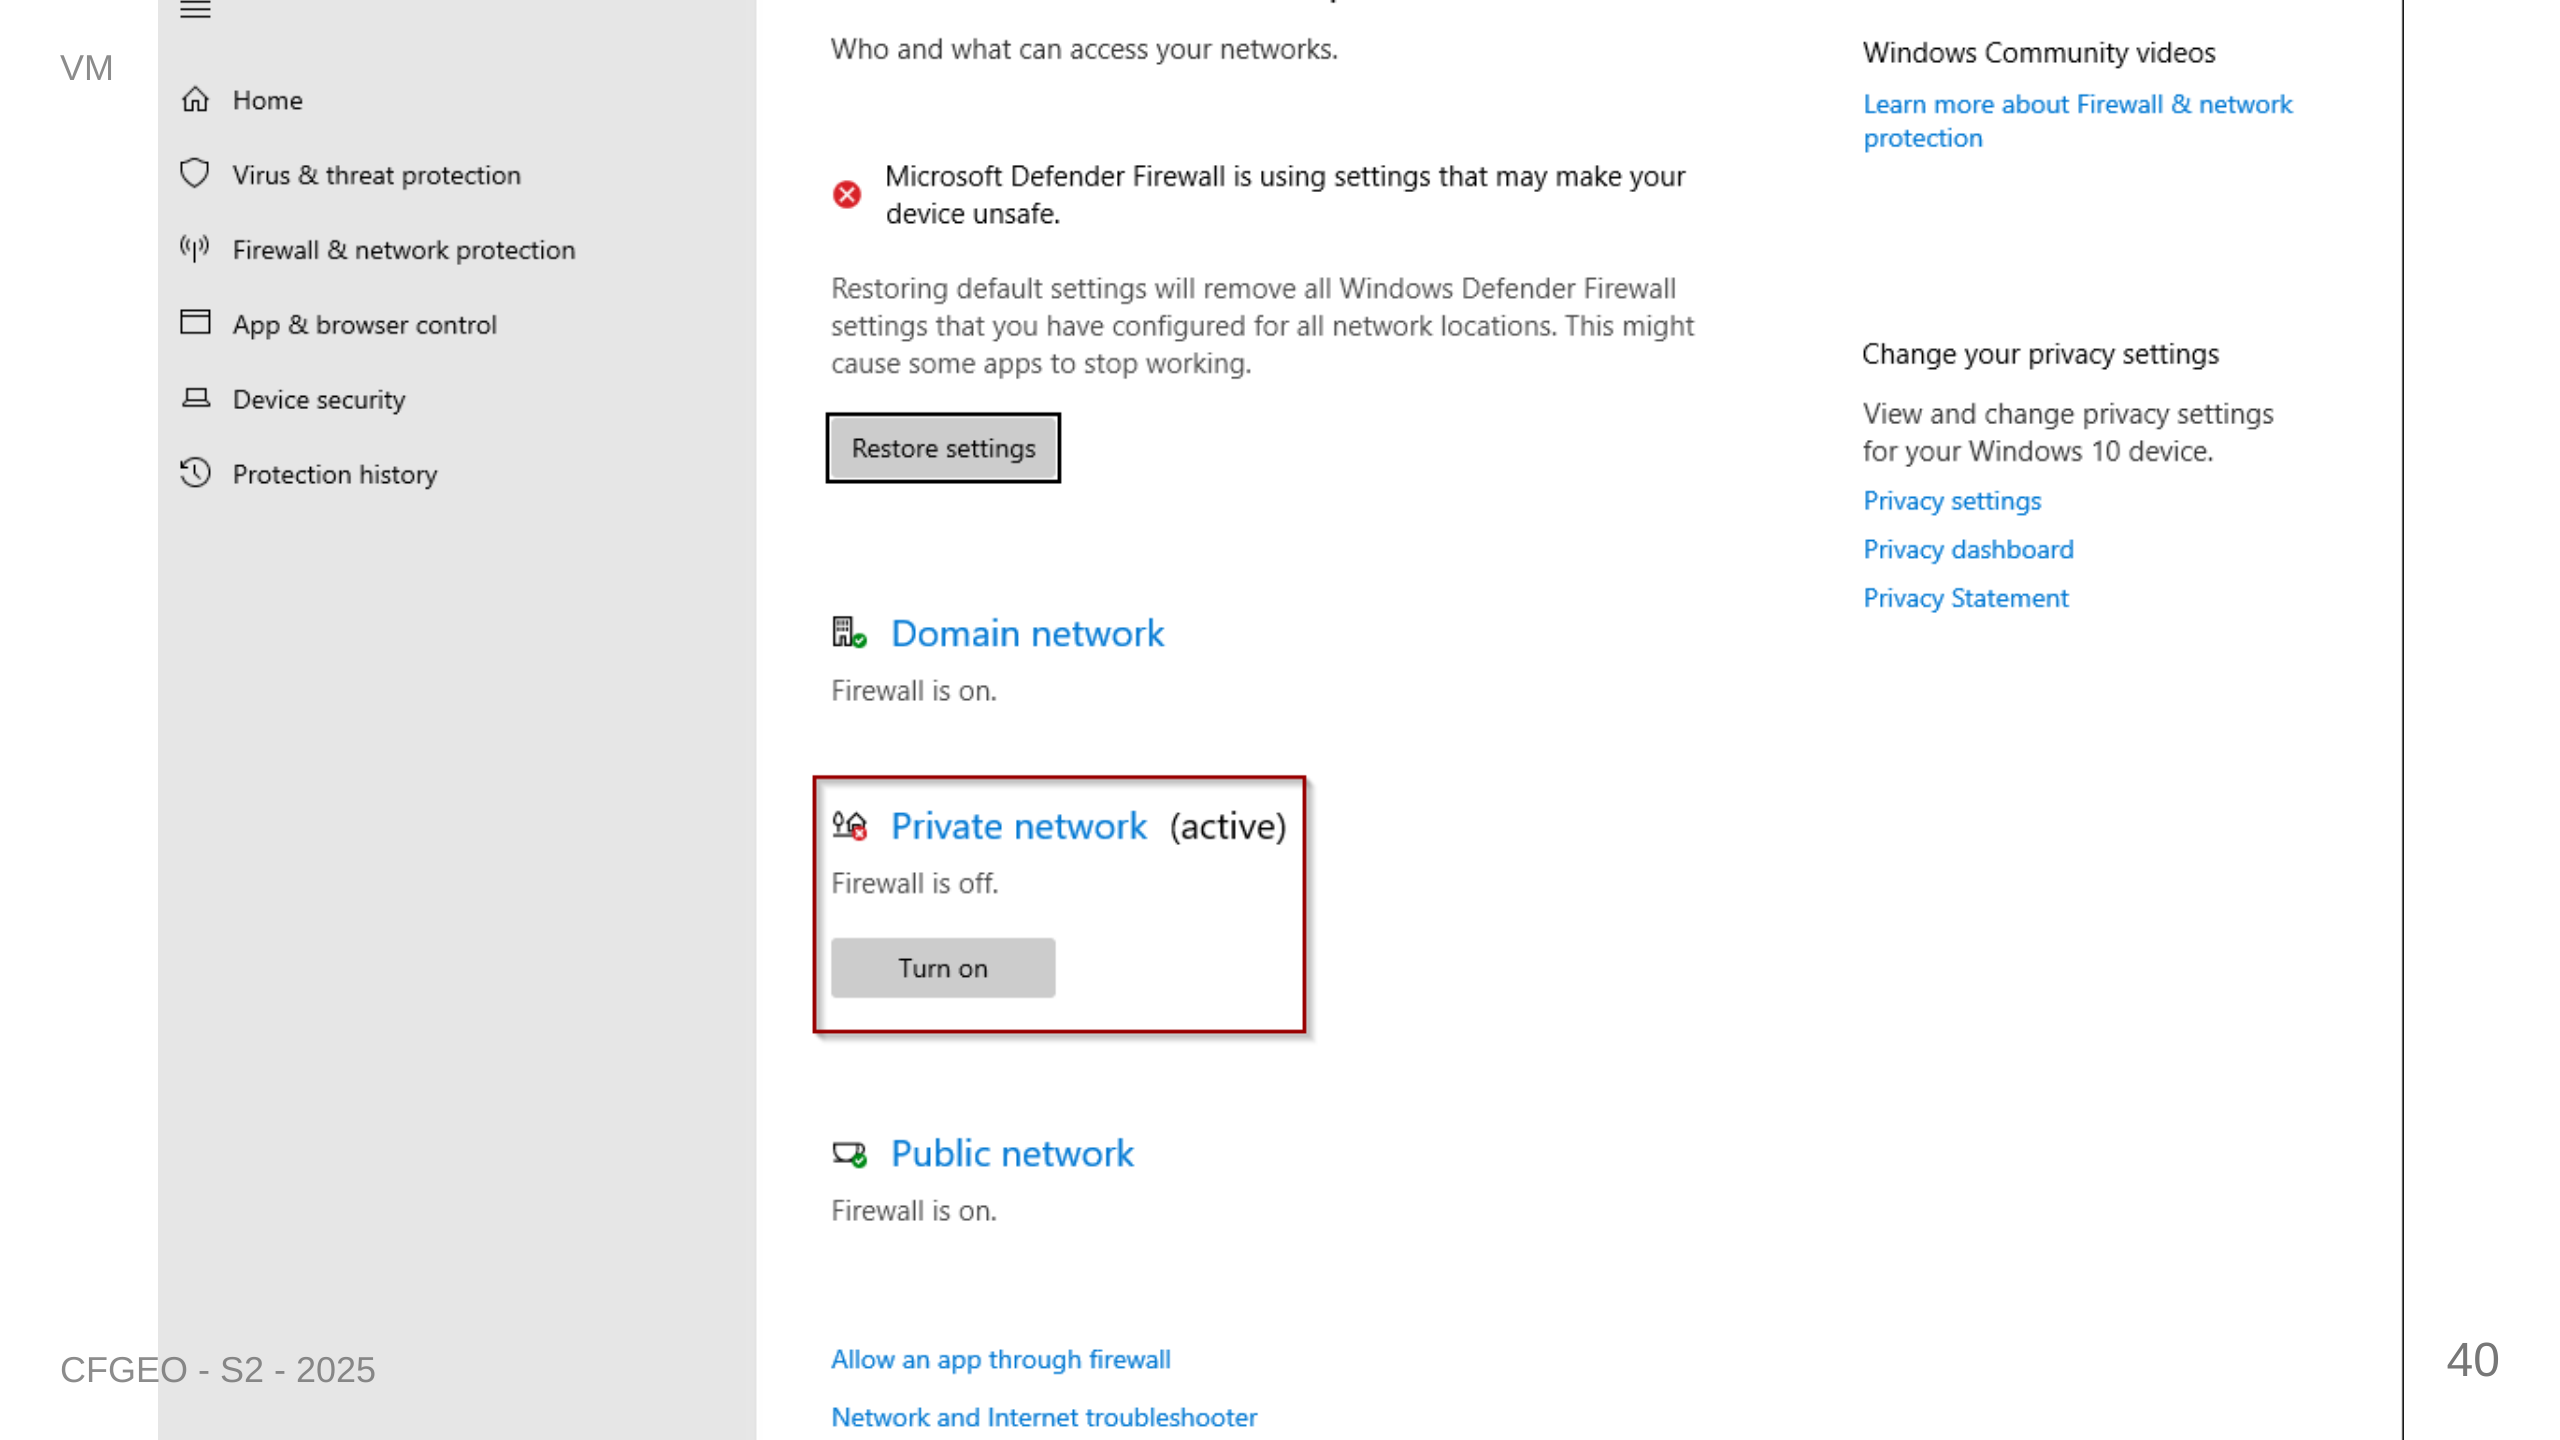 VM
Home
Virus & threat protection
Firewall & network protection
App & browser control
Device security
Protection history
Who and what can access your networks.
Microsoft Defender Firewall is using settings that may make your
device unsafe.
Restoring default settings will remove all Windows Defender Firewall
settings that you have configured for all network locations. This might
cause some apps to stop working.
Restore settings
Domain network
Firewall is on.
Private network (active)
Firewall is off.
Turn on
Public network
Firewall is on.
Allow an app through firewall
Network and Internet troubleshooter
Windows Community videos
Learn more about Firewall & network
protection
Change your privacy settings
View and change privacy settings
for your Windows 10 device.
Privacy settings
Privacy dashboard
Privacy Statement
CFGEO - S2 - 2025
40